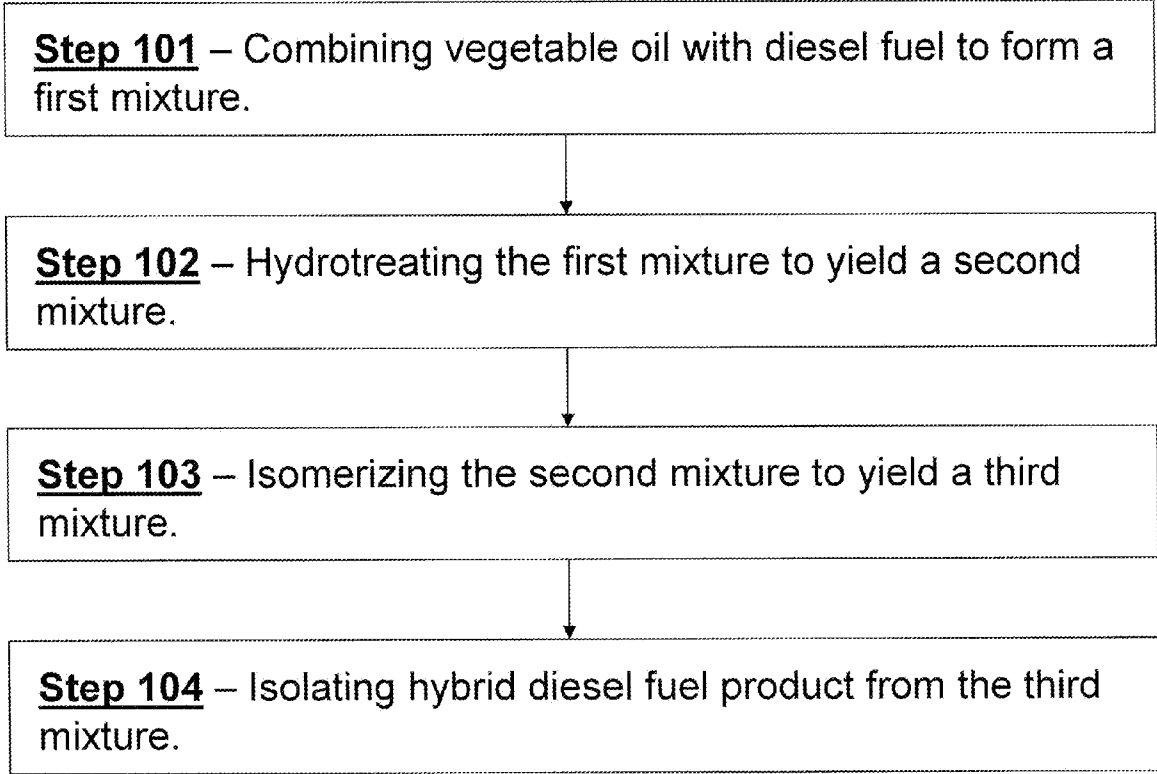 Step 101 – Combining vegetable oil with diesel fuel to form a
first mixture.
Step 102 – Hydrotreating the first mixture to yield a second
mixture.
Step 103 – Isomerizing the second mixture to yield a third
mixture.
Step 104 – Isolating hybrid diesel fuel product from the third
mixture.